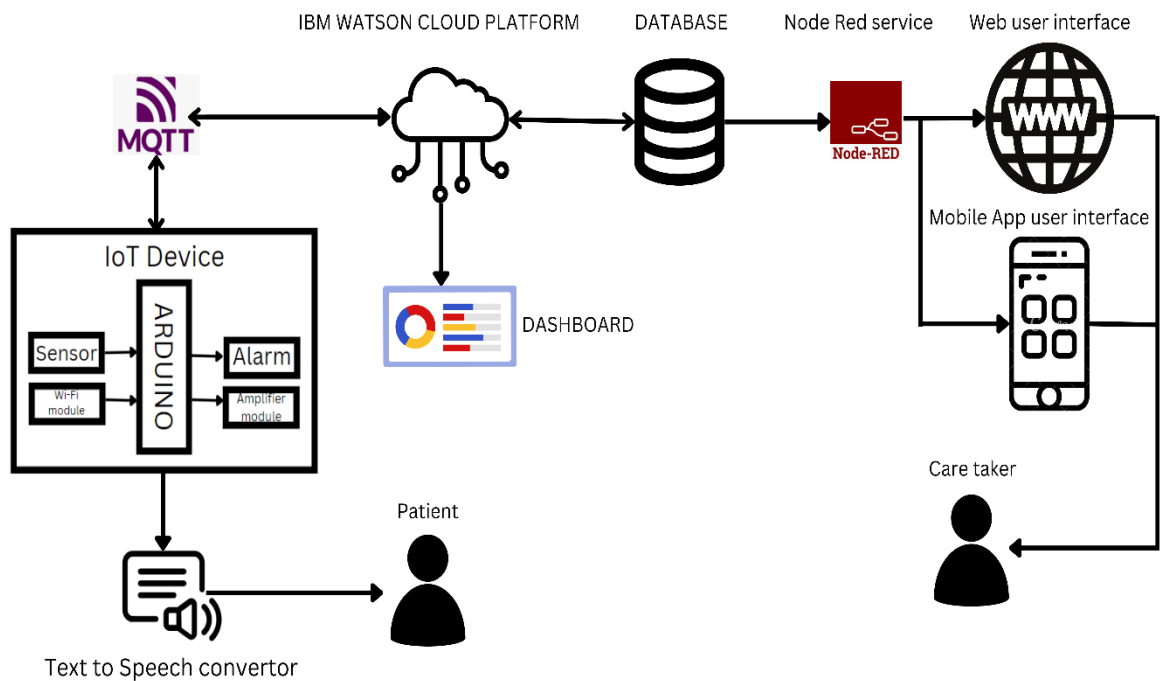 IBM WATSON CLOUD PLATFORM
DATABASE
Node Red service
Web user interface
MQTT
WWW
Node-RED
Mobile App user interface
IoT Device
ARDUINO
Sensor
Alarm
Wi-Fi
module
Amplifier
module
DASHBOARD
Care taker
Patient
Text to Speech convertor